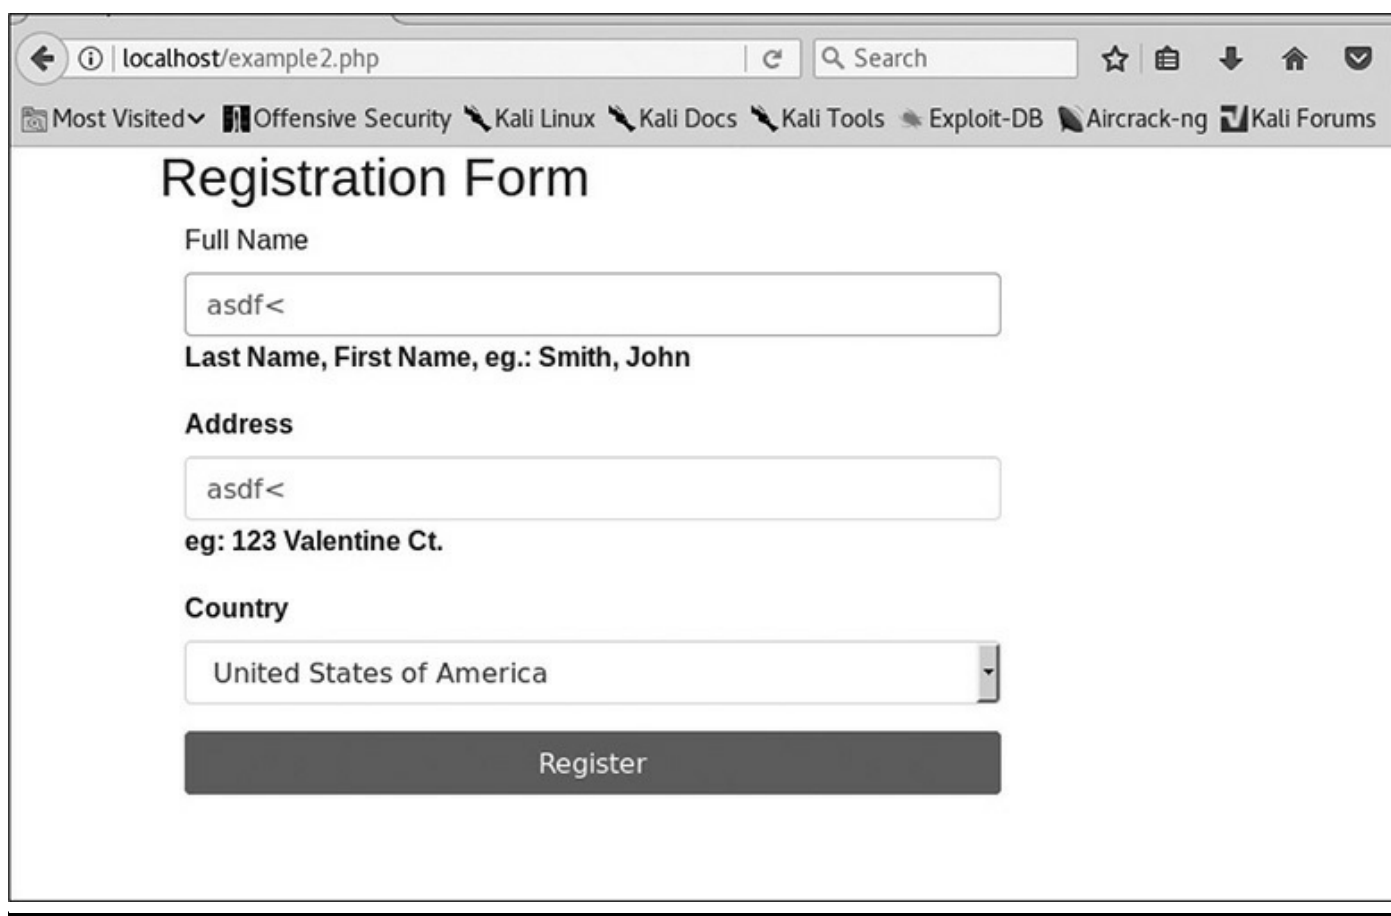 localhost/example2.php Search
Most Visited Offensive Security Kali Linux Kali Docs Kali Tools Exploit-DB Aircrack-ng Kali Forums
Registration Form
Full Name
asdf<
Last Name, First Name, eg.: Smith, John
Address
asdf<
eg: 123 Valentine Ct.
Country
United States of America
Register